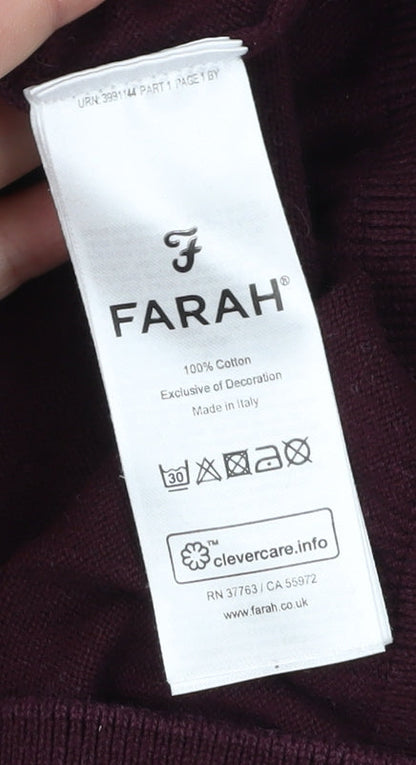 URN: 3991144 PART 1 PAGE 1 BY
F
FARAH®
100% Cotton
Exclusive of Decoration
Made in Italy
30
™
clevercare.info
RN 37763 / CA 55972
www.farah.co.uk